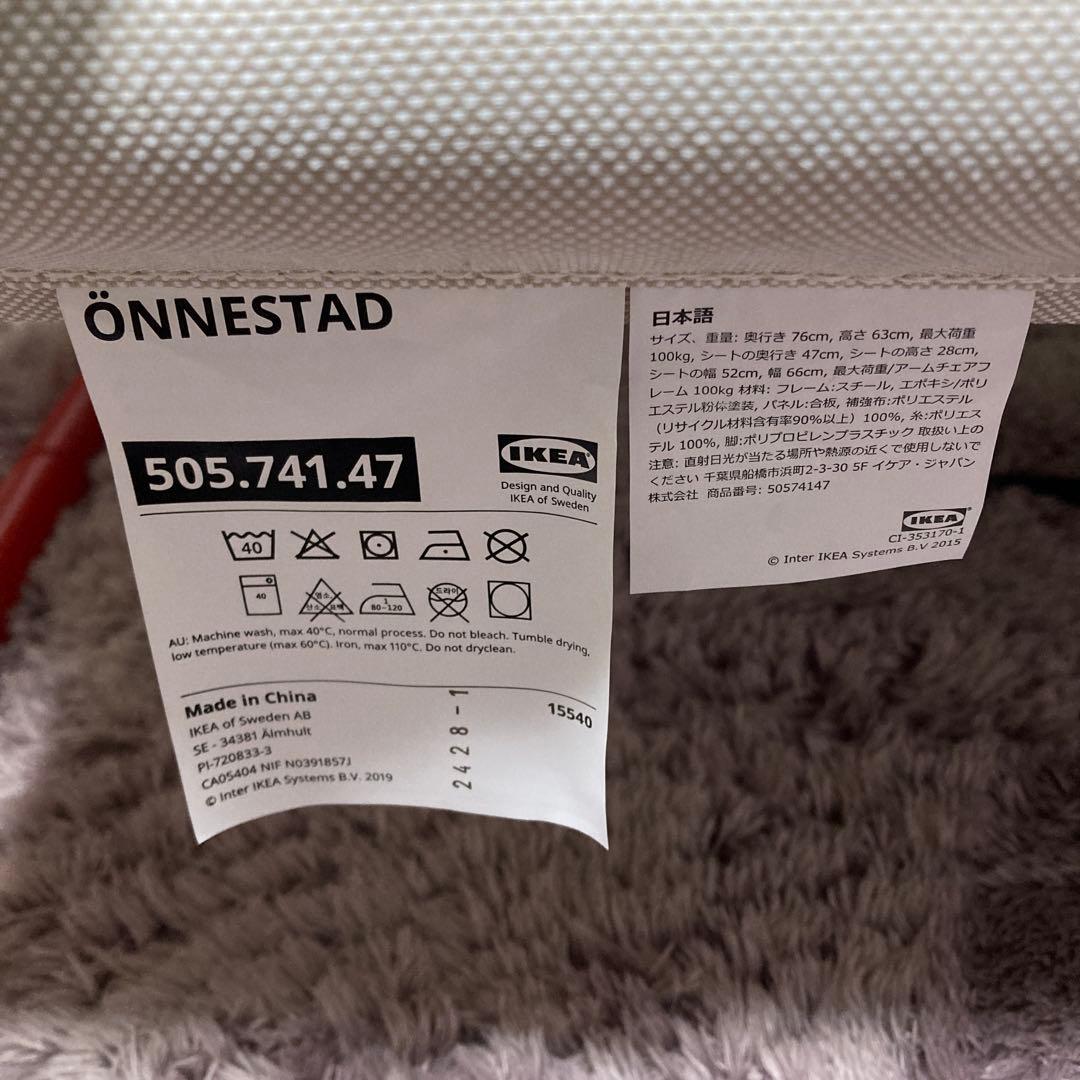 ÖNNESTAD
505.741.47
IKEA
Design and Quality
IKEA of Sweden
40
40
염소
산소 표백
1
80-120
드라이
AU: Machine wash, max 40°C, normal process. Do not bleach. Tumble drying,
low temperature (max 60°C). Iron, max 110°C. Do not dryclean.
Made in China
IKEA of Sweden AB
SE - 34381 Älmhult
PI-720833-3
CA05404 NIF N0391857J
© Inter IKEA Systems B.V. 2019
2428-1
15540
日本語
サイズ、重量: 奥行き 76cm, 高さ 63cm, 最大荷重
100kg, シートの奥行き 47cm, シートの高さ 28cm,
シートの幅 52cm, 幅 66cm, 最大荷重/アームチェアフ
レーム 100kg 材料: フレーム:スチール, エポキシ/ポリ
エステル粉体塗装, パネル:合板, 補強布:ポリエステル
（リサイクル材料含有率90%以上）100%, 糸:ポリエス
テル 100%, 脚:ポリプロピレンプラスチック 取扱い上の
注意: 直射日光が当たる場所や熱源の近くで使用しないで
ください 千葉県船橋市浜町2-3-30 5F イケア・ジャパン
株式会社 商品番号: 50574147
IKEA
CI-353170-1
© Inter IKEA Systems B.V 2015